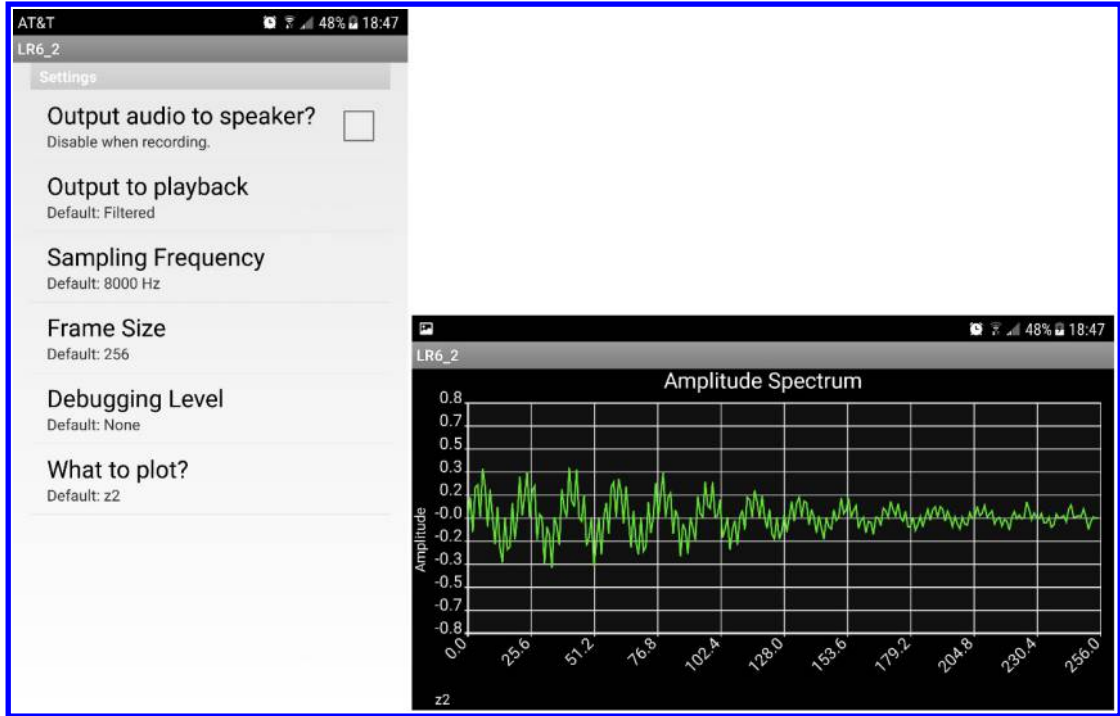 AT&T 48% 18:47
LR6_2
Settings
Output audio to speaker?
Disable when recording.
Output to playback
Default: Filtered
Sampling Frequency
Default: 8000 Hz
Frame Size
Default: 256
Debugging Level
Default: None
What to plot?
Default: z2
48% 18:47
LR6_2
Amplitude Spectrum
Amplitude
0.8
0.7
0.5
0.3
0.2
-0.0
-0.2
-0.3
-0.5
-0.7
-0.8
0.0 25.6 51.2 76.8 102.4 128.0 153.6 179.2 204.8 230.4 256.0
z2